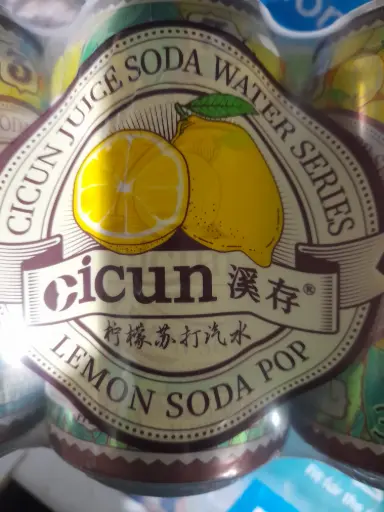 CICUN JUICE SODA WATER SERIES
cicun 溪存®
柠檬苏打汽水
LEMON SODA POP